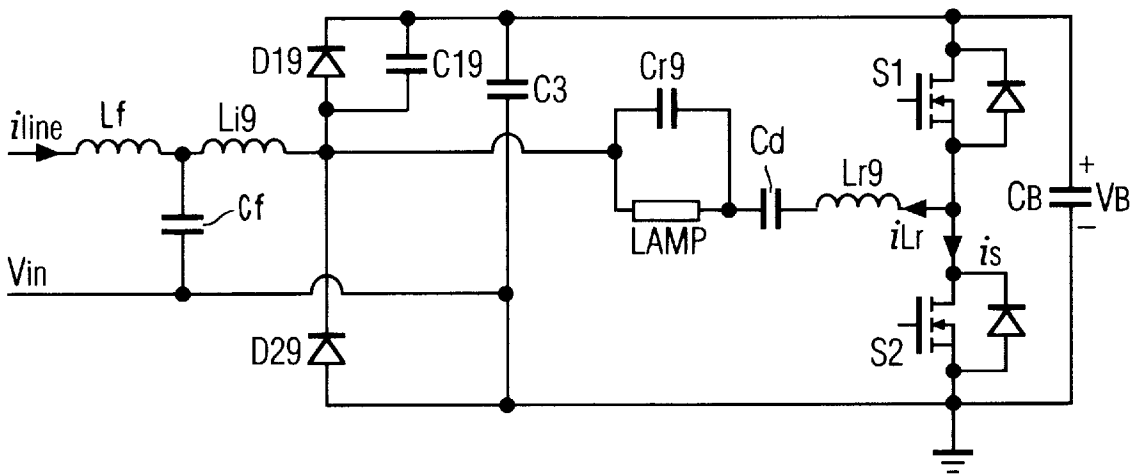 D19
C19
C3
Cr9
S1
iline
Lf
Li9
Cd
Lr9
+
CB
VB
−
Cf
LAMP
iLr
is
Vin
D29
S2